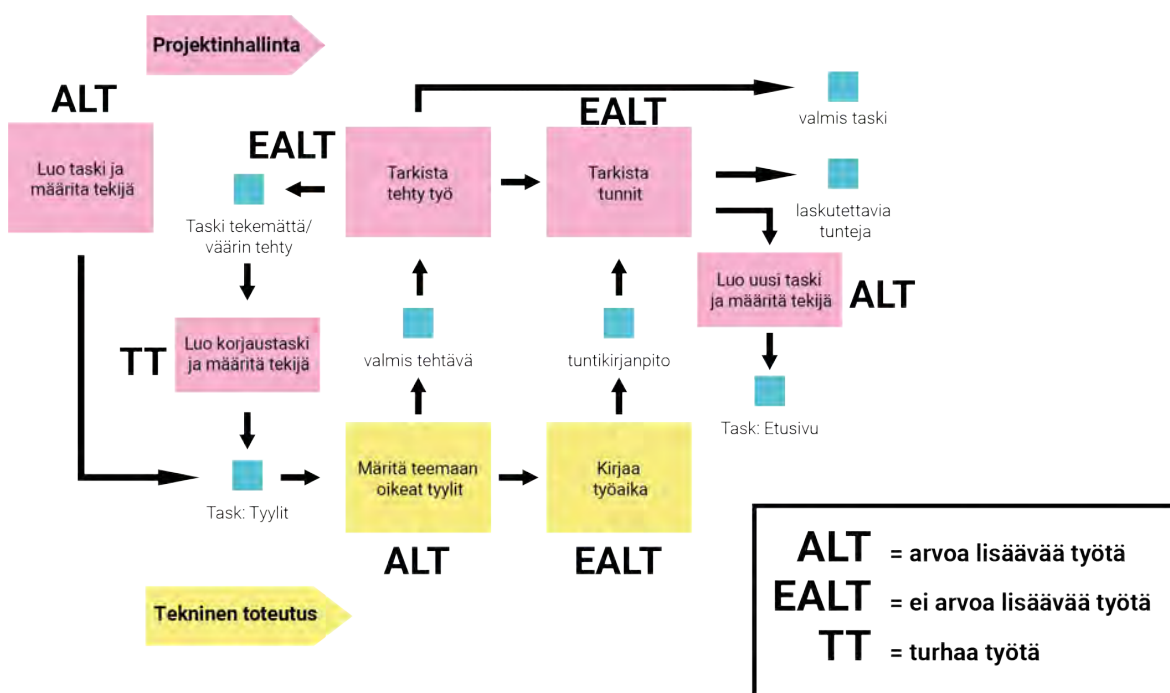 Projektinhallinta
ALT
Luo taski ja
määrita tekijä
EALT
Taski tekemättä/
väärin tehty
Tarkista
tehty työ
EALT
Tarkista
tunnit
valmis taski
laskutettavia
tunteja
Luo uusi taski
ja määritä tekijä
ALT
TT
Luo korjaustaski
ja määritä tekijä
valmis tehtävä
tuntikirjanpito
Task: Etusivu
Task: Tyylit
Märitä teemaan
oikeat tyylit
ALT
Kirjaa
työaika
EALT
Tekninen toteutus
ALT = arvoa lisäävää työtä
EALT = ei arvoa lisäävää työtä
TT = turhaa työtä